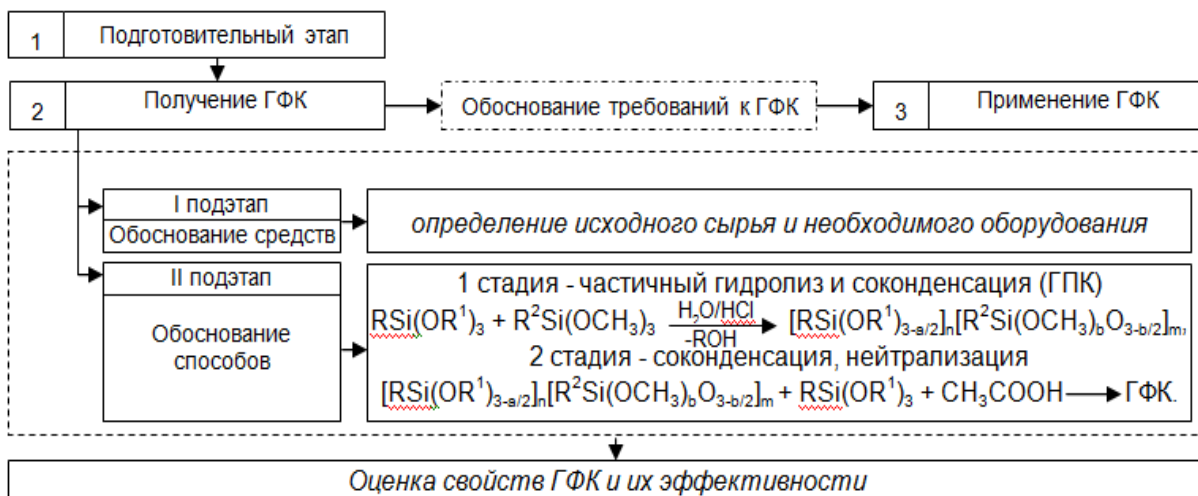 1 Подготовительный этап
2 Получение ГФК
Обоснование требований к ГФК
3 Применение ГФК
I подэтап
Обоснование средств
определение исходного сырья и необходимого оборудования
II подэтап
Обоснование
способов
1 стадия - частичный гидролиз и соконденсация (ГПК)
RSi(OR¹)₃ + R²Si(OCH₃)₃ H₂O/HCl -ROH [RSi(OR¹)₃₋ₐ/₂]ₙ[R²Si(OCH₃)bO₃₋b/₂]ₘ,
2 стадия - соконденсация, нейтрализация
[RSi(OR¹)₃₋ₐ/₂]ₙ[R²Si(OCH₃)bO₃₋b/₂]ₘ + RSi(OR¹)₃ + CH₃COOH → ГФК.
Оценка свойств ГФК и их эффективности